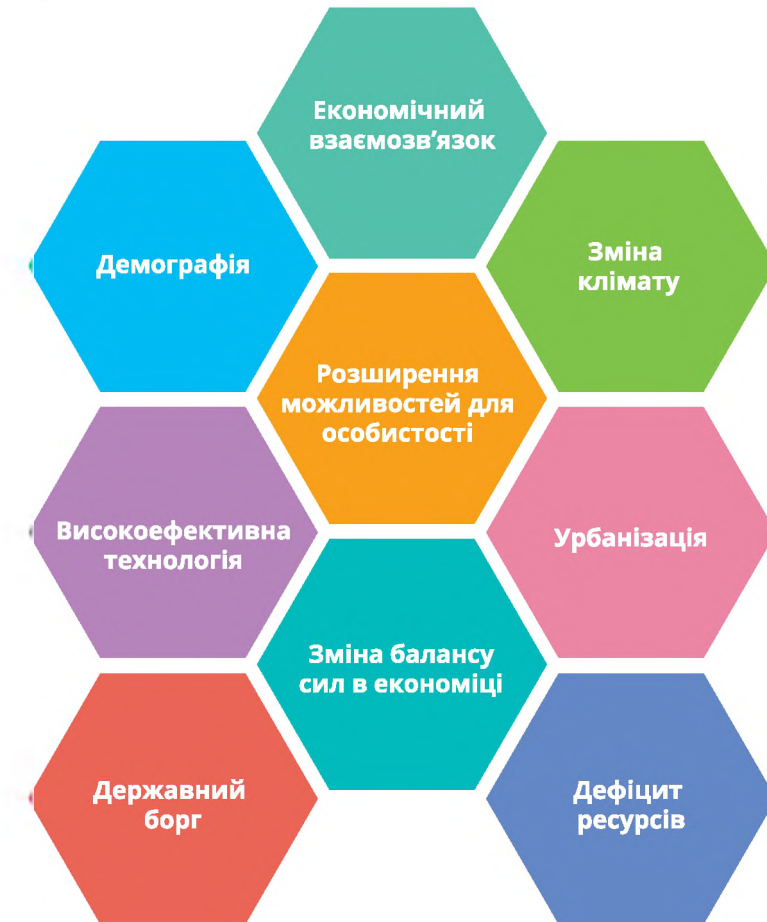 Економічний
взаємозв’язок
Демографія
Зміна
клімату
Розширення
можливостей для
особистості
Високоефективна
технологія
Урбанізація
Зміна балансу
сил в економіці
Державний
борг
Дефіцит
ресурсів